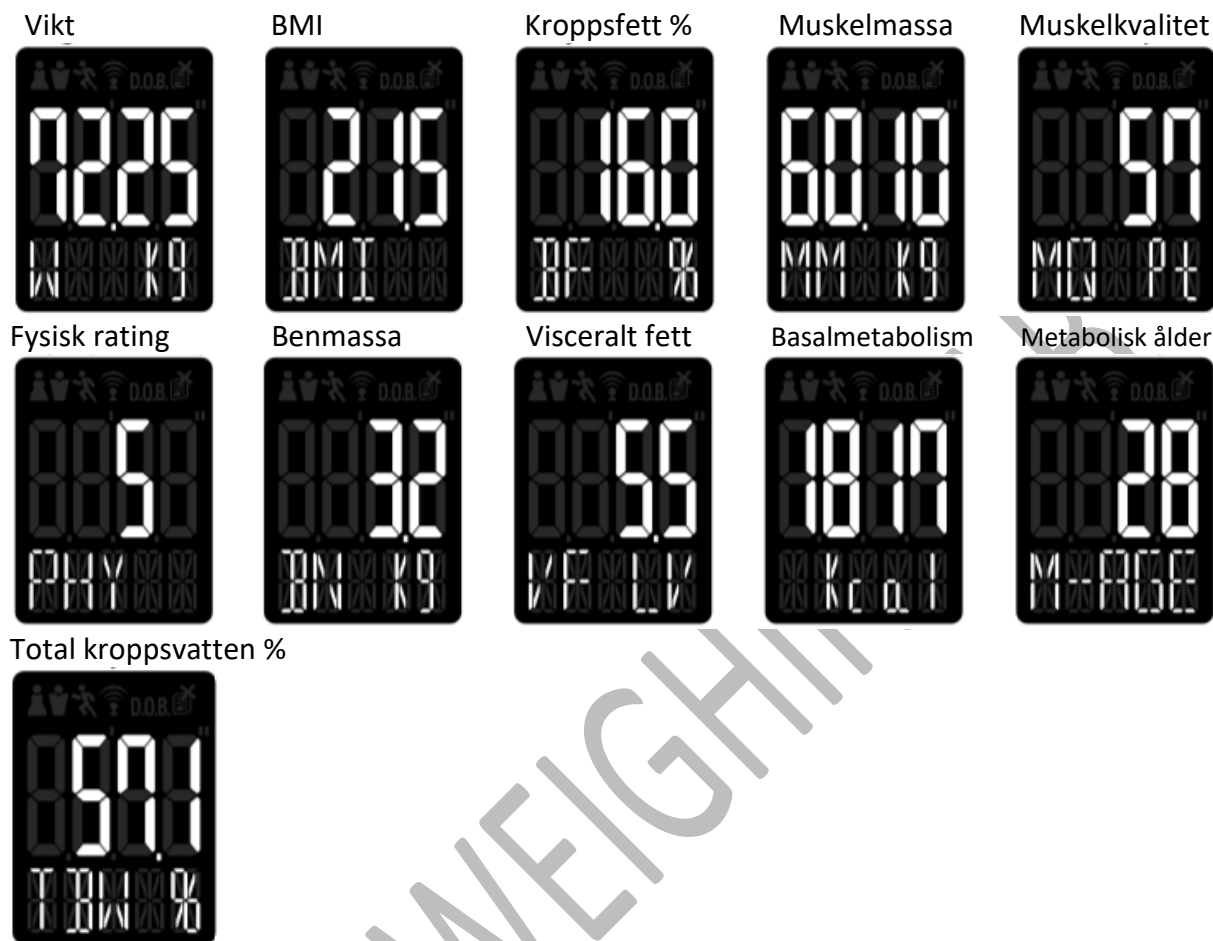 Vikt BMI Kroppsfett % Muskelmassa Muskelkvalitet
D.O.B. D.O.B. D.O.B. D.O.B. D.O.B.
72.25 21.5 16.0 60.10 57
W Kg BMI BF % MM Kg MQ Pt
Fysisk rating Benmassa Visceralt fett Basalmetabolism Metabolisk ålder
D.O.B. D.O.B. D.O.B. D.O.B. D.O.B.
5 3.2 5.5 1817 28
PHY BN Kg VF LV Kcal M-AGE
Total kroppsvatten %
D.O.B.
57.1
TBW %